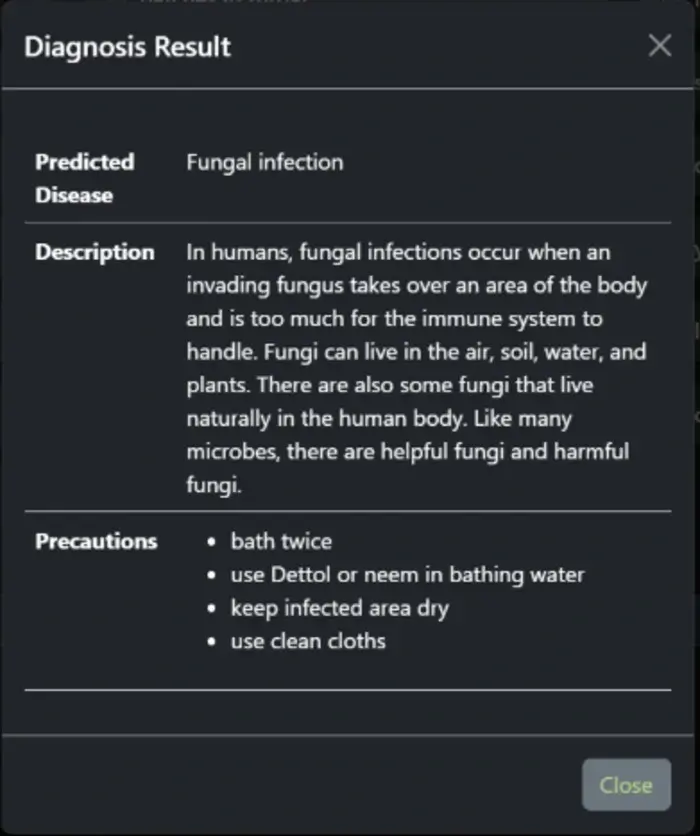 Diagnosis Result
Predicted
Disease
Fungal infection
Description
In humans, fungal infections occur when an
invading fungus takes over an area of the body
and is too much for the immune system to
handle. Fungi can live in the air, soil, water, and
plants. There are also some fungi that live
naturally in the human body. Like many
microbes, there are helpful fungi and harmful
fungi.
Precautions
• bath twice
• use Dettol or neem in bathing water
• keep infected area dry
• use clean cloths
Close